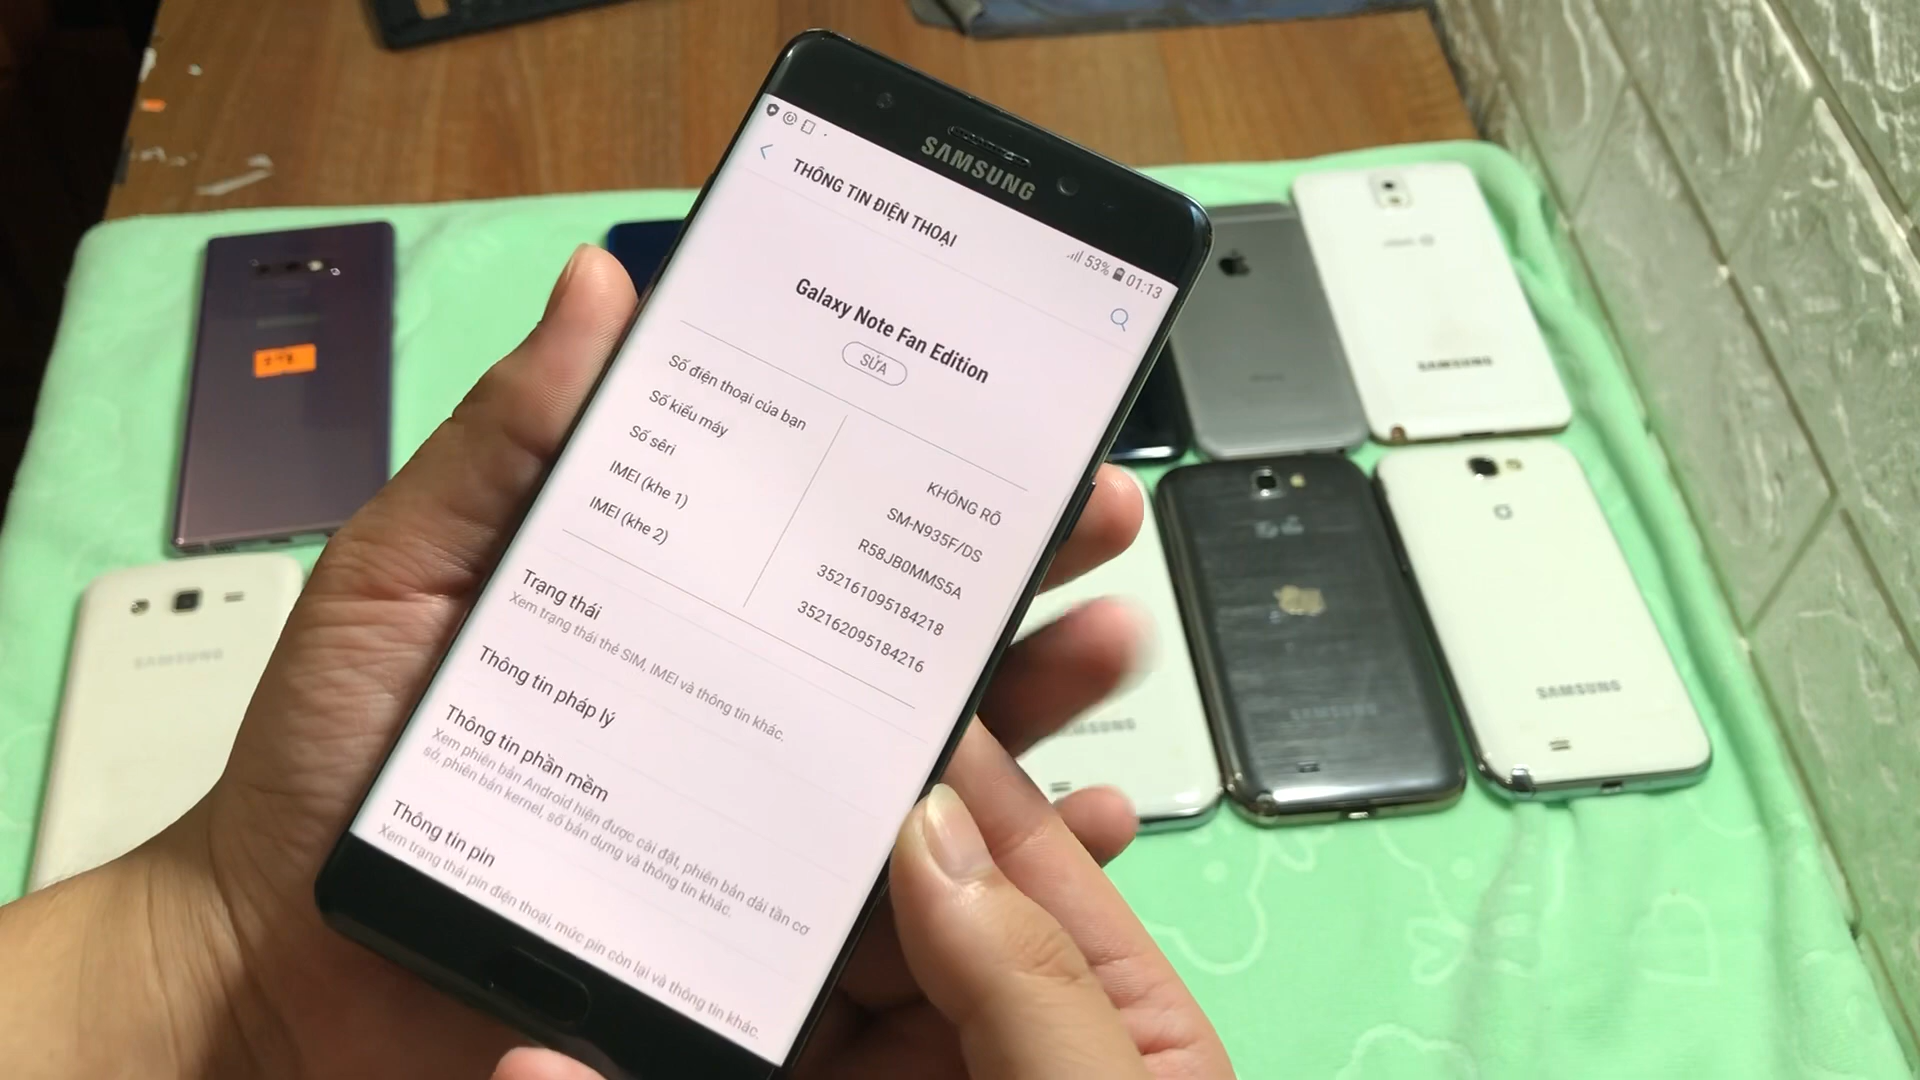 SAMSUNG
53% 01:13
THÔNG TIN ĐIỆN THOẠI
Galaxy Note Fan Edition
SỬA
Số điện thoại của bạn
KHÔNG RÕ
Số kiểu máy
SM-N935F/DS
Số sêri
R58JB0MMS5A
IMEI (khe 1)
352161095184218
IMEI (khe 2)
352162095184216
Trạng thái
Xem trạng thái thẻ SIM, IMEI và thông tin khác.
Thông tin pháp lý
Thông tin phần mềm
Xem phiên bản Android hiện được cài đặt, phiên bản dải tần cơ
sở, phiên bản kernel, số bản dựng và thông tin khác.
Thông tin pin
Xem trạng thái pin điện thoại, mức pin còn lại và thông tin khác.
SAMSUNG
SAMSUNG
SAMSUNG
SAMSUNG
SAMSUNG